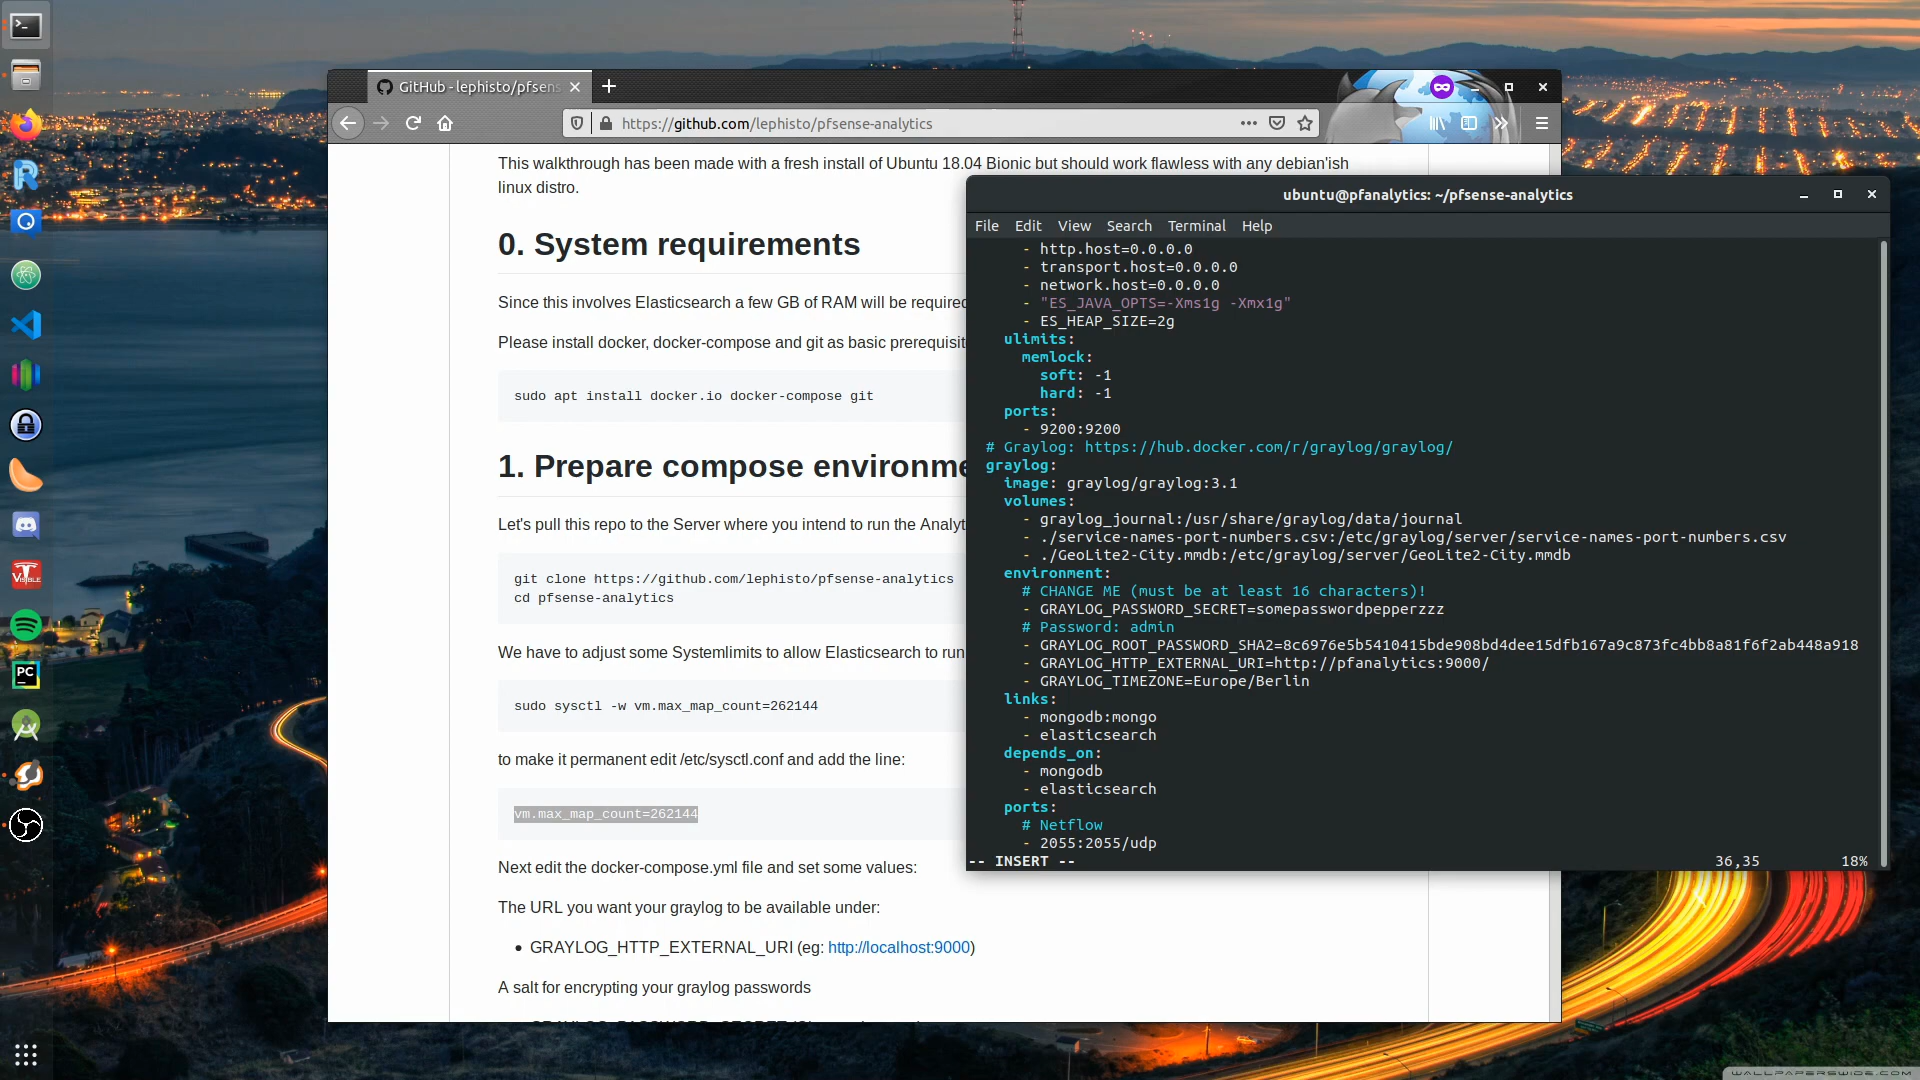 GitHub - lephisto/pfsens
https://github.com/lephisto/pfsense-analytics
This walkthrough has been made with a fresh install of Ubuntu 18.04 Bionic but should work flawless with any debian'ish
linux distro.
0. System requirements
Since this involves Elasticsearch a few GB of RAM will be required
Please install docker, docker-compose and git as basic prerequisit
sudo apt install docker.io docker-compose git
1. Prepare compose environme
Let's pull this repo to the Server where you intend to run the Analyt
git clone https://github.com/lephisto/pfsense-analytics
cd pfsense-analytics
We have to adjust some Systemlimits to allow Elasticsearch to run
sudo sysctl -w vm.max_map_count=262144
to make it permanent edit /etc/sysctl.conf and add the line:
vm.max_map_count=262144
Next edit the docker-compose.yml file and set some values:
The URL you want your graylog to be available under:
• GRAYLOG_HTTP_EXTERNAL_URI (eg: http://localhost:9000)
A salt for encrypting your graylog passwords
ubuntu@pfanalytics: ~/pfsense-analytics
File Edit View Search Terminal Help
- http.host=0.0.0.0
- transport.host=0.0.0.0
- network.host=0.0.0.0
- "ES_JAVA_OPTS=-Xms1g -Xmx1g"
- ES_HEAP_SIZE=2g
ulimits:
memlock:
soft: -1
hard: -1
ports:
- 9200:9200
# Graylog: https://hub.docker.com/r/graylog/graylog/
graylog:
image: graylog/graylog:3.1
volumes:
- graylog_journal:/usr/share/graylog/data/journal
- ./service-names-port-numbers.csv:/etc/graylog/server/service-names-port-numbers.csv
- ./GeoLite2-City.mmdb:/etc/graylog/server/GeoLite2-City.mmdb
environment:
# CHANGE ME (must be at least 16 characters)!
- GRAYLOG_PASSWORD_SECRET=somepasswordpepperzzz
# Password: admin
- GRAYLOG_ROOT_PASSWORD_SHA2=8c6976e5b5410415bde908bd4dee15dfb167a9c873fc4bb8a81f6f2ab448a918
- GRAYLOG_HTTP_EXTERNAL_URI=http://pfanalytics:9000/
- GRAYLOG_TIMEZONE=Europe/Berlin
links:
- mongodb:mongo
- elasticsearch
depends_on:
- mongodb
- elasticsearch
ports:
# Netflow
- 2055:2055/udp
-- INSERT -- 36,35 18%
VISIBLE
PC
WALLPAPERSWIDE.COM